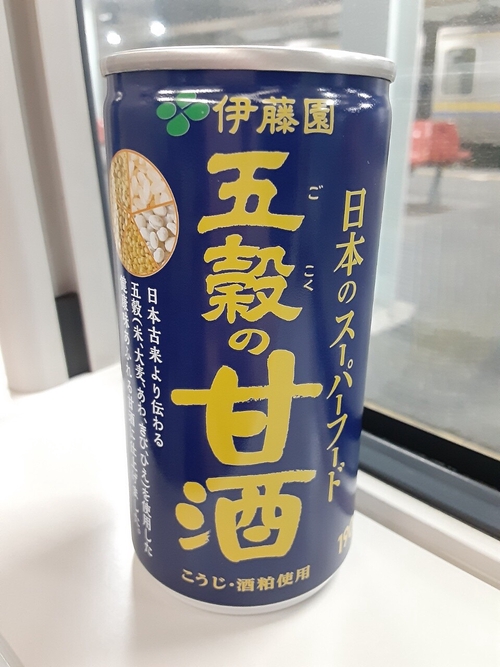 伊藤園
日本のスーパーフード
五穀の
ごこく
甘酒
日本古来より伝わる
五穀(米、大麦、あわ、きび、ひえ)を使用した
こうじ・酒粕使用